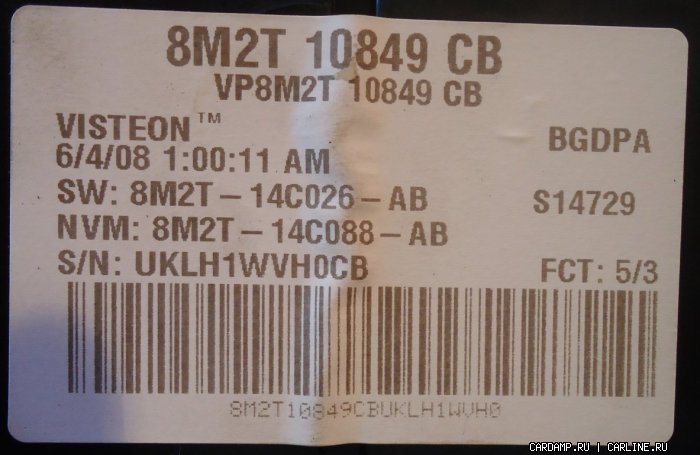 8M2T 10849 CB
VP8M2T 10849 CB
VISTEON™
BGDPA
6/4/08 1:00:11 AM
SW: 8M2T-14C026-AB
S14729
NVM: 8M2T-14C088-AB
S/N: UKLH1WVH0CB
FCT: 5/3
8M2T10849CBUKLH1WVH0
CARDAMP.RU | CARLINE.RU